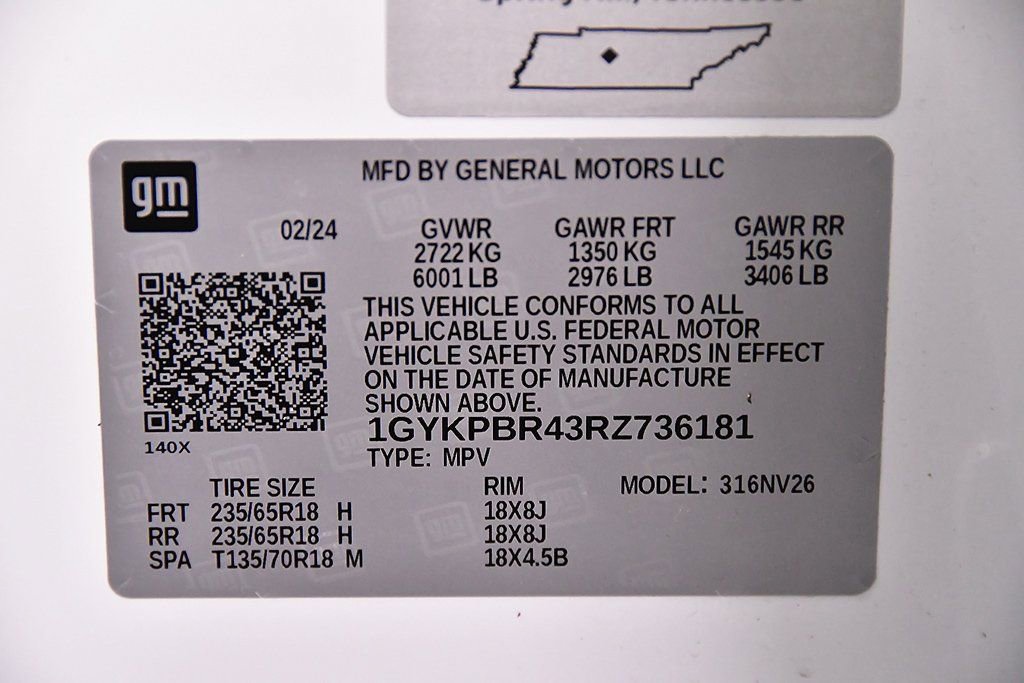 Spring Hill, Tennessee
gm
MFD BY GENERAL MOTORS LLC
02/24 GVWR GAWR FRT GAWR RR
2722 KG 1350 KG 1545 KG
6001 LB 2976 LB 3406 LB
THIS VEHICLE CONFORMS TO ALL
APPLICABLE U.S. FEDERAL MOTOR
VEHICLE SAFETY STANDARDS IN EFFECT
ON THE DATE OF MANUFACTURE
SHOWN ABOVE.
1GYKPBR43RZ736181
140X
TYPE: MPV
TIRE SIZE RIM MODEL: 316NV26
FRT 235/65R18 H 18X8J
RR 235/65R18 H 18X8J
SPA T135/70R18 M 18X4.5B